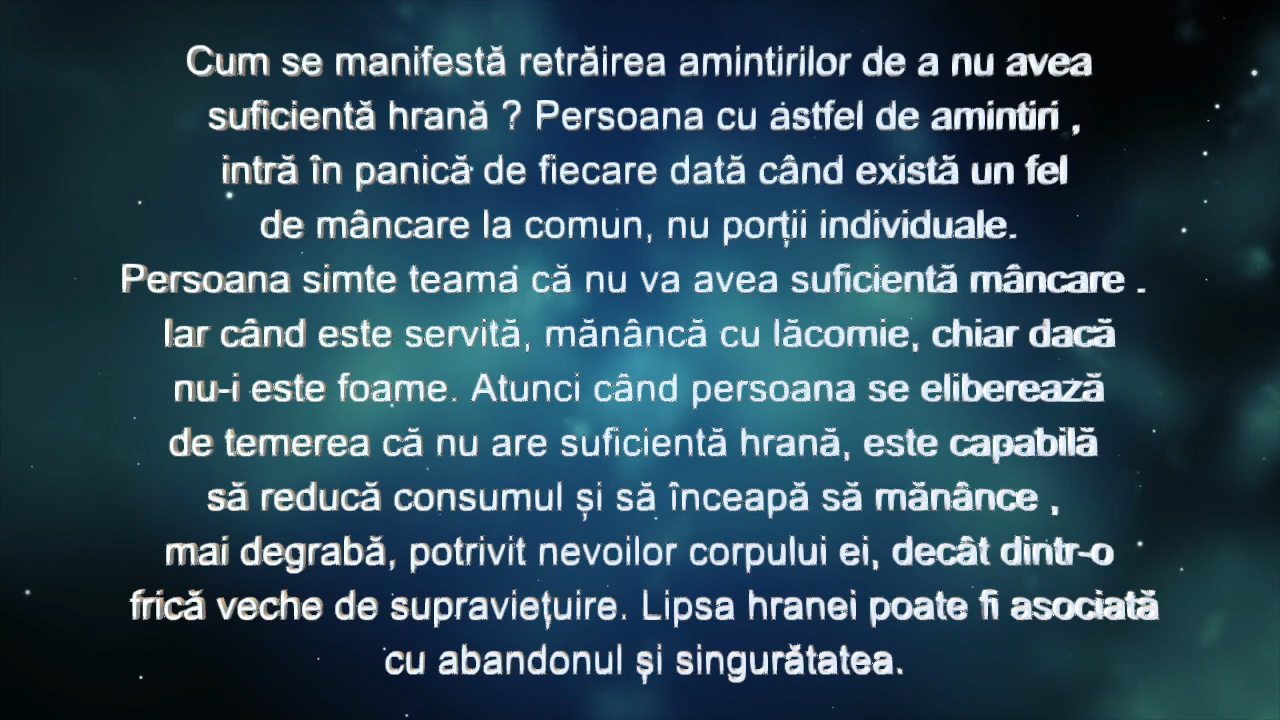 Cum se manifestă retrăirea amintirilor de a nu avea
suficientă hrană ? Persoana cu astfel de amintiri ,
intră în panică de fiecare dată când există un fel
de mâncare la comun, nu porții individuale.
Persoana simte teama că nu va avea suficientă mâncare .
Iar când este servită, mănâncă cu lăcomie, chiar dacă
nu-i este foame. Atunci când persoana se eliberează
de temerea că nu are suficientă hrană, este capabilă
să reducă consumul și să înceapă să mănânce ,
mai degrabă, potrivit nevoilor corpului ei, decât dintr-o
frică veche de supraviețuire. Lipsa hranei poate fi asociată
cu abandonul și singurătatea.